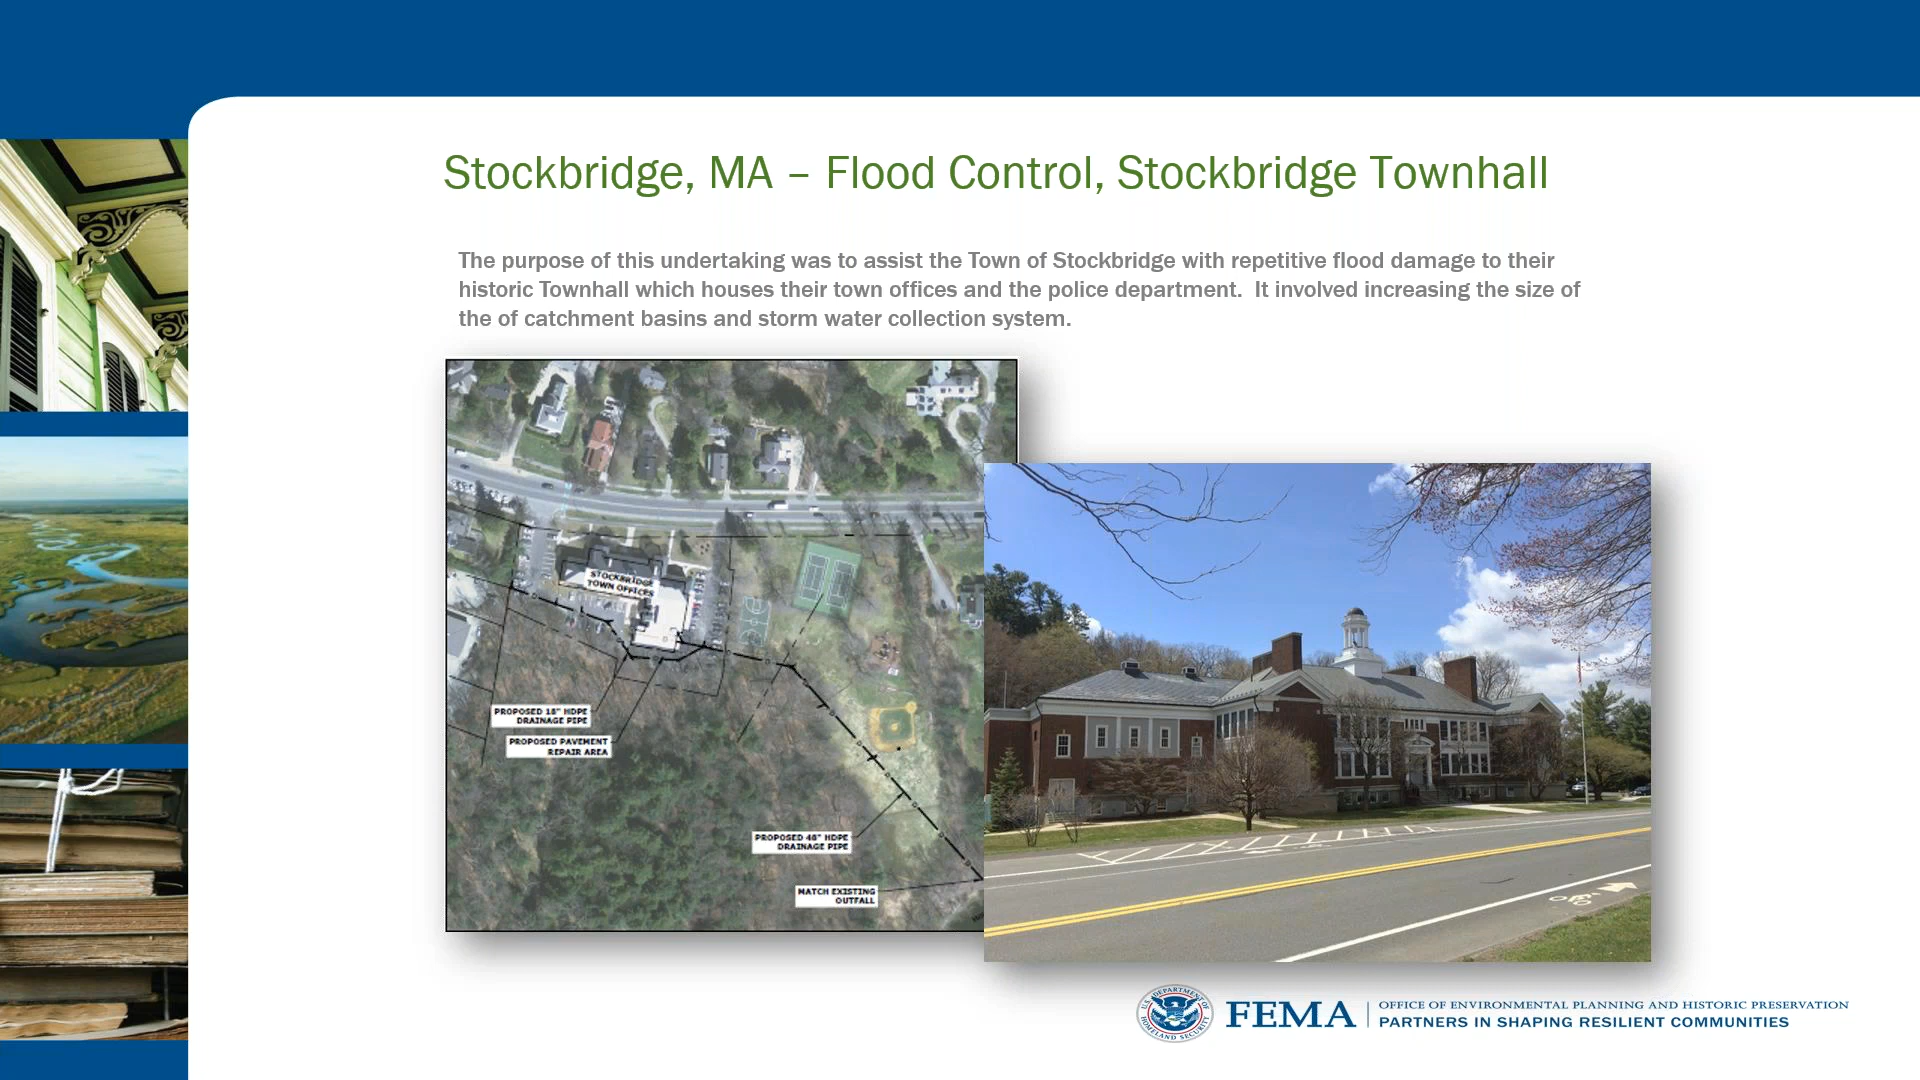 Stockbridge, MA – Flood Control, Stockbridge Townhall
The purpose of this undertaking was to assist the Town of Stockbridge with repetitive flood damage to their
historic Townhall which houses their town offices and the police department.  It involved increasing the size of
the of catchment basins and storm water collection system.
STOCKBRIDGE
TOWN OFFICES
PROPOSED 18" HDPE
DRAINAGE PIPE
PROPOSED PAVEMENT
REPAIR AREA
PROPOSED 48" HDPE
DRAINAGE PIPE
MATCH EXISTING
OUTFALL
U.S. DEPARTMENT OF
HOMELAND SECURITY
FEMA
OFFICE OF ENVIRONMENTAL PLANNING AND HISTORIC PRESERVATION
PARTNERS IN SHAPING RESILIENT COMMUNITIES